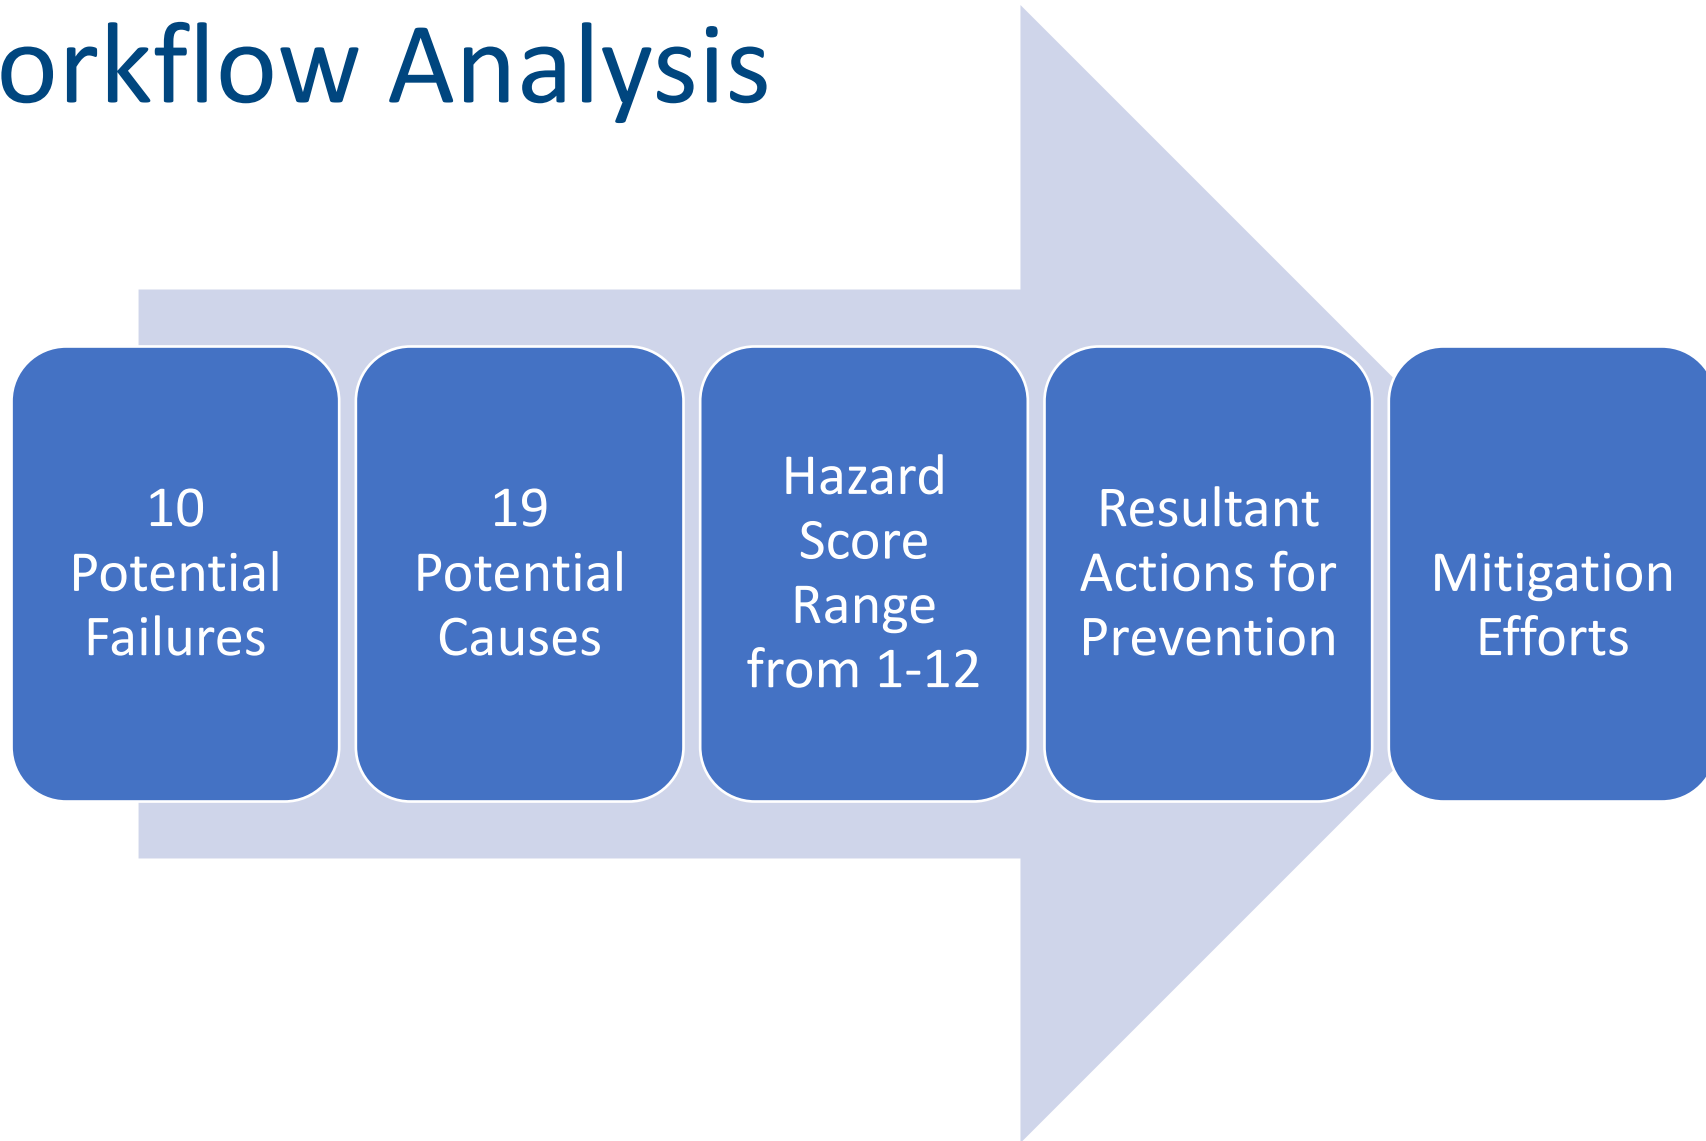 orkflow Analysis
10
Potential
Failures
19
Potential
Causes
Hazard
Score
Range
from 1-12
Resultant
Actions for
Prevention
Mitigation
Efforts